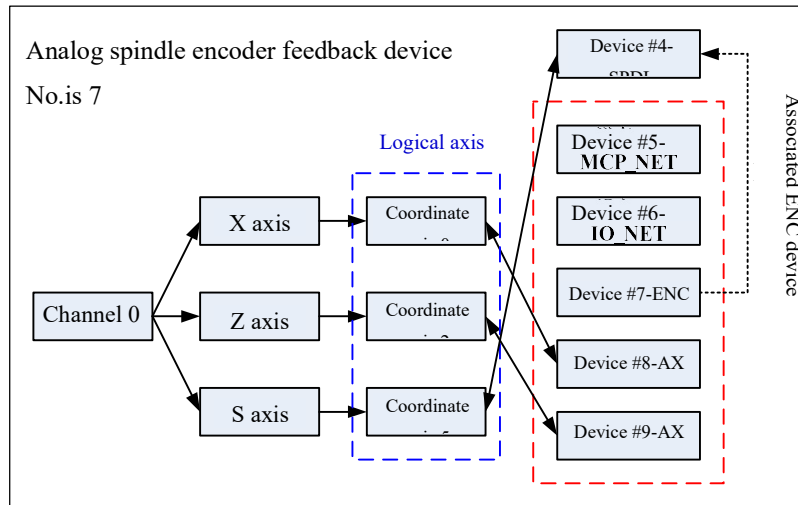 Analog spindle encoder feedback device
No.is 7
Device #4-
Associated ENC device
Logical axis
Device #5-
MCP_NET
Device #6-
IO_NET
X axis
Coordinate
Channel 0
Z axis
Coordinate
Device #7-ENC
Device #8-AX
S axis
Coordinate
Device #9-AX